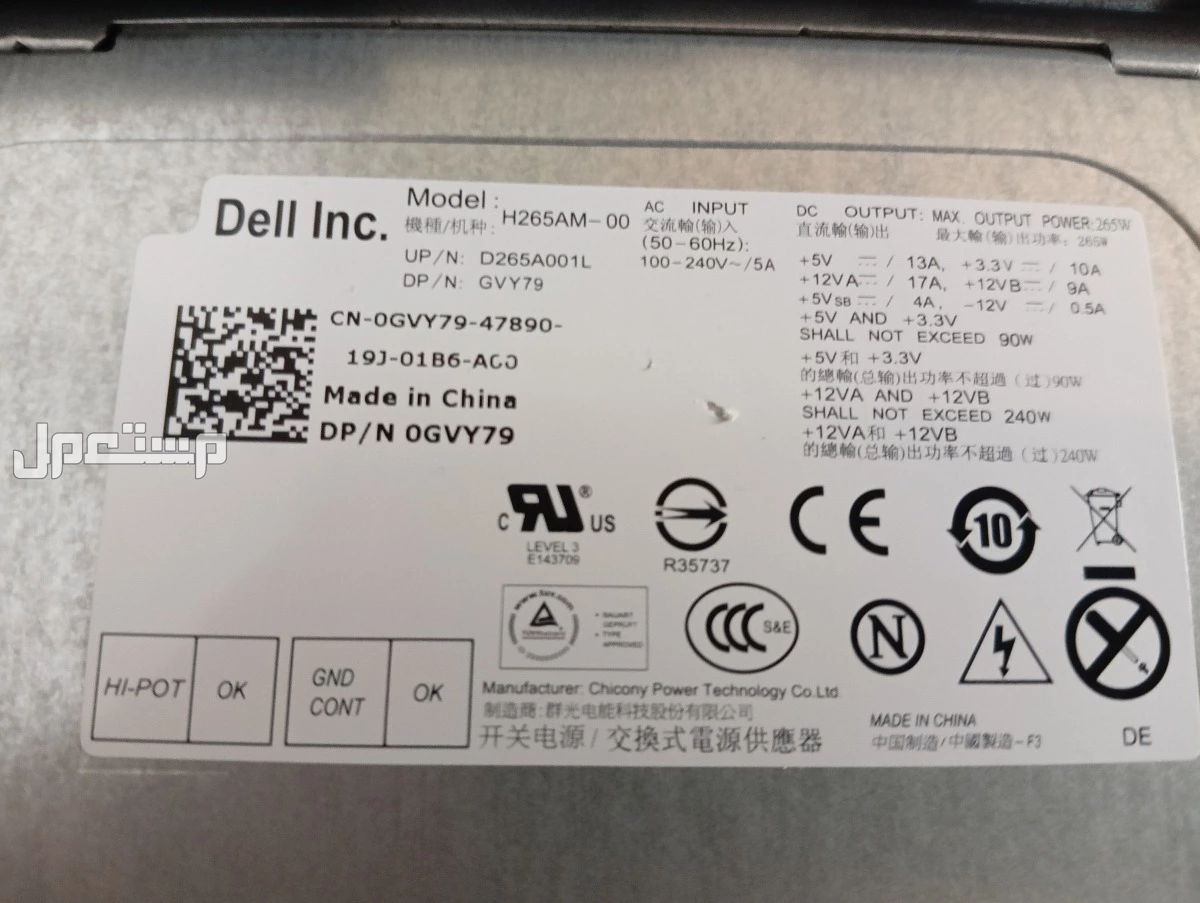 Dell Inc.
Model :
機種/机种: H265AM-00
UP/N: D265A001L
DP/N: GVY79
AC INPUT
交流輸(输)入
(50-60Hz):
100-240V~/5A
DC OUTPUT: MAX. OUTPUT POWER:265W
直流輸(输)出 最大輸(输)出功率: 265W
+5V ⎓ / 13A, +3.3V ⎓ / 10A
+12VA ⎓ / 17A, +12VB ⎓ / 9A
+5VSB ⎓ / 4A, -12V ⎓ / 0.5A
+5V AND +3.3V
SHALL NOT EXCEED 90W
+5V和 +3.3V
的總輸(总输)出功率不超過(过)90W
+12VA AND +12VB
SHALL NOT EXCEED 240W
+12VA和 +12VB
的總輸(总输)出功率不超過(过)240W
CN-0GVY79-47890-
19J-01B6-A00
Made in China
DP/N 0GVY79
مستعمل
C RU ® US
LEVEL 3
E143709
R35737
CE
10
www.tuv.com
BAUART
GEPRÜFT
TYPE
APPROVED
CCC S&E
N
HI-POT OK
GND CONT OK
Manufacturer: Chicony Power Technology Co.Ltd.
制造商:群光电能科技股份有限公司
开关电源/交換式電源供應器
MADE IN CHINA
中国制造/中國製造-F3
DE